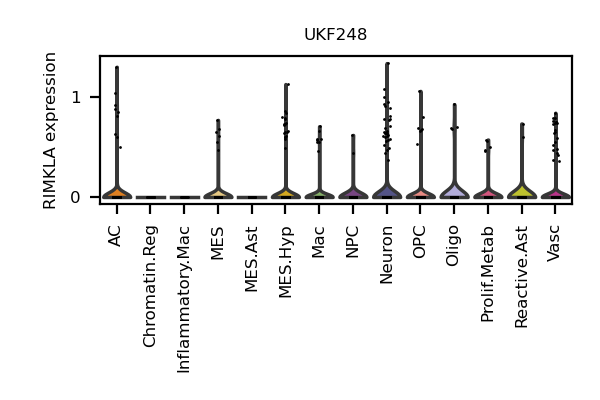 UKF248
RIMKLA expression
1
0
AC
Chromatin.Reg
Inflammatory.Mac
MES
MES.Ast
MES.Hyp
Mac
NPC
Neuron
OPC
Oligo
Prolif.Metab
Reactive.Ast
Vasc